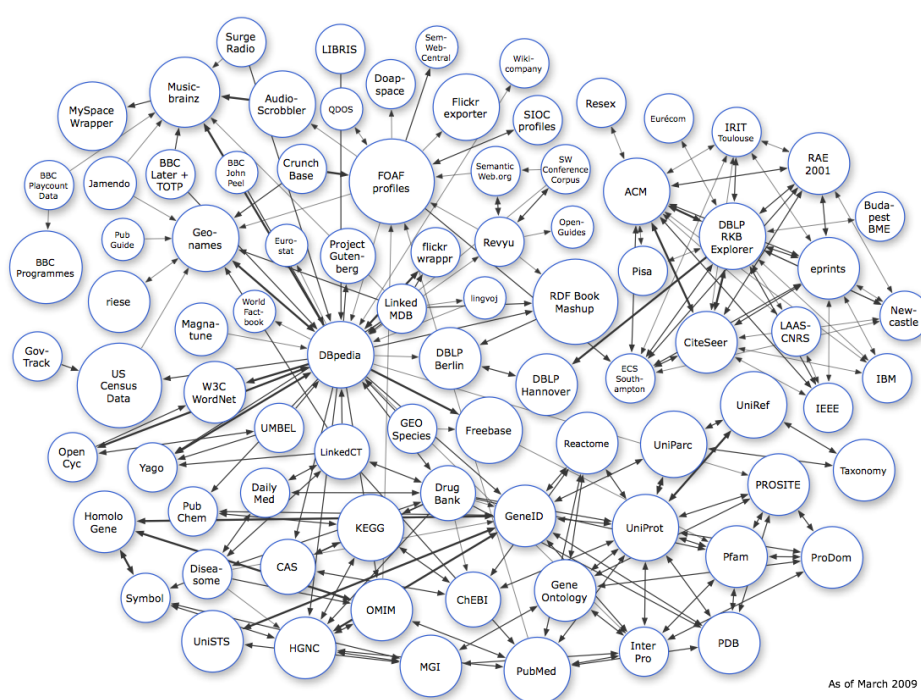 Surge
Radio
LIBRIS
Sem-
Web-
Central
Wiki-
company
Doap-
space
Music-
brainz
Audio-
Scrobbler
QDOS
Flickr
exporter
SIOC
profiles
MySpace
Wrapper
Resex
Eurécom
IRIT
Toulouse
RAE
2001
BBC
Playcount
Data
Jamendo
BBC
Later +
TOTP
BBC
John
Peel
Crunch
Base
FOAF
profiles
Semantic
Web.org
SW
Conference
Corpus
ACM
DBLP
RKB
Explorer
Buda-
pest
BME
Pub
Guide
Geo-
names
Euro-
stat
Project
Guten-
berg
flickr
wrappr
Revyu
Open-
Guides
Pisa
eprints
BBC
Programmes
riese
World
Fact-
book
Linked
MDB
lingvoj
RDF Book
Mashup
New-
castle
Magna-
tune
DBpedia
DBLP
Berlin
CiteSeer
LAAS-
CNRS
Gov-
Track
US
Census
Data
W3C
WordNet
DBLP
Hannover
ECS
South-
ampton
IBM
IEEE
UniRef
UMBEL
GEO
Species
Freebase
Reactome
UniParc
Open
Cyc
Yago
LinkedCT
Taxonomy
Daily
Med
Drug
Bank
PROSITE
Pub
Chem
Homolo
Gene
KEGG
GeneID
UniProt
Pfam
ProDom
Disea-
some
CAS
Symbol
OMIM
ChEBI
Gene
Ontology
UniSTS
HGNC
MGI
PubMed
Inter
Pro
PDB
As of March 2009